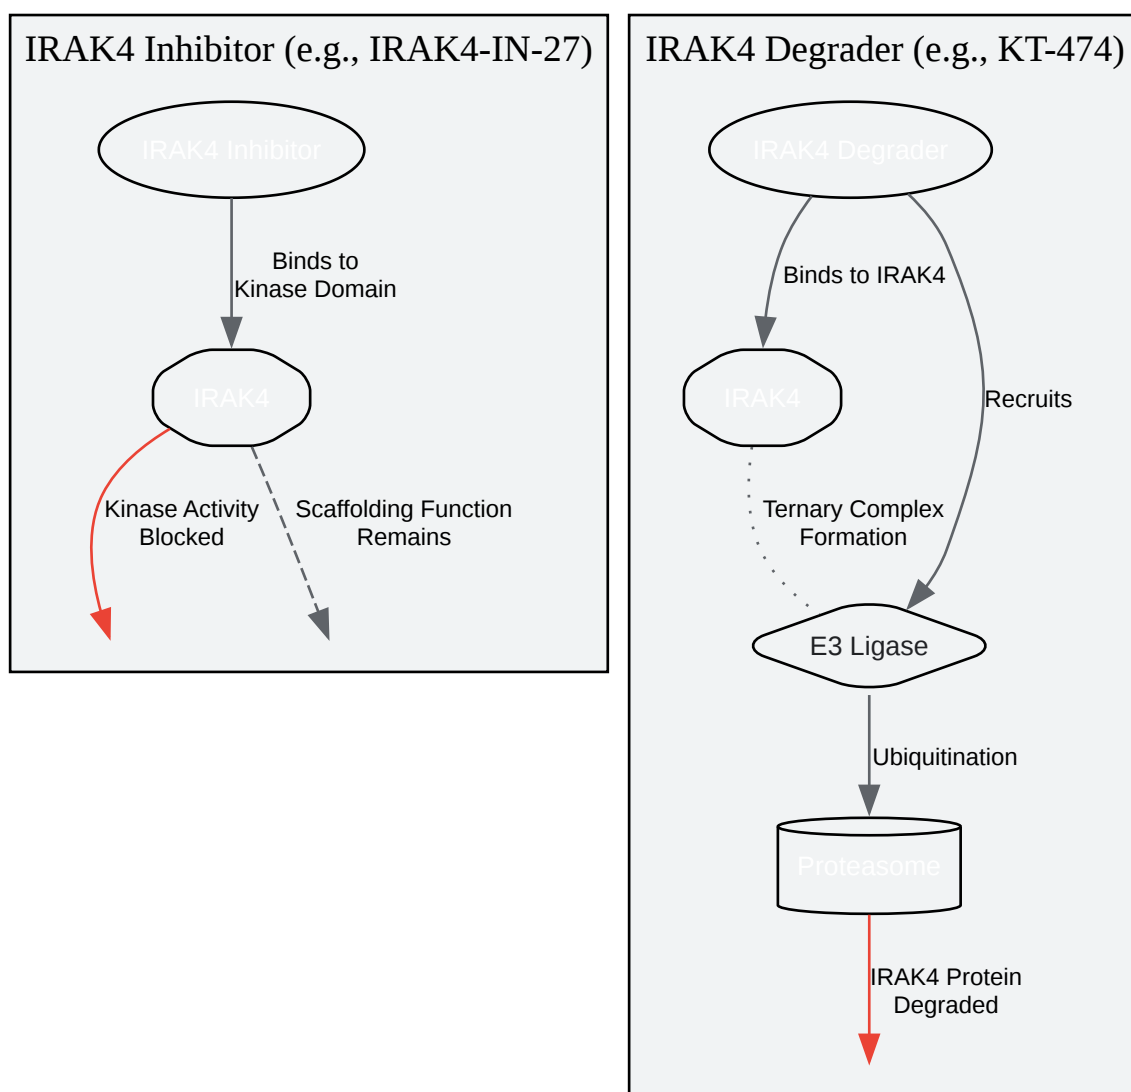 IRAK4 Inhibitor (e.g., IRAK4-IN-27)
IRAK4 Inhibitor
Binds to
Kinase Domain
IRAK4
Kinase Activity
Blocked
Scaffolding Function
Remains
IRAK4 Degrader (e.g., KT-474)
IRAK4 Degrader
Binds to IRAK4
IRAK4
Recruits
Ternary Complex
Formation
E3 Ligase
Ubiquitination
Proteasome
IRAK4 Protein
Degraded